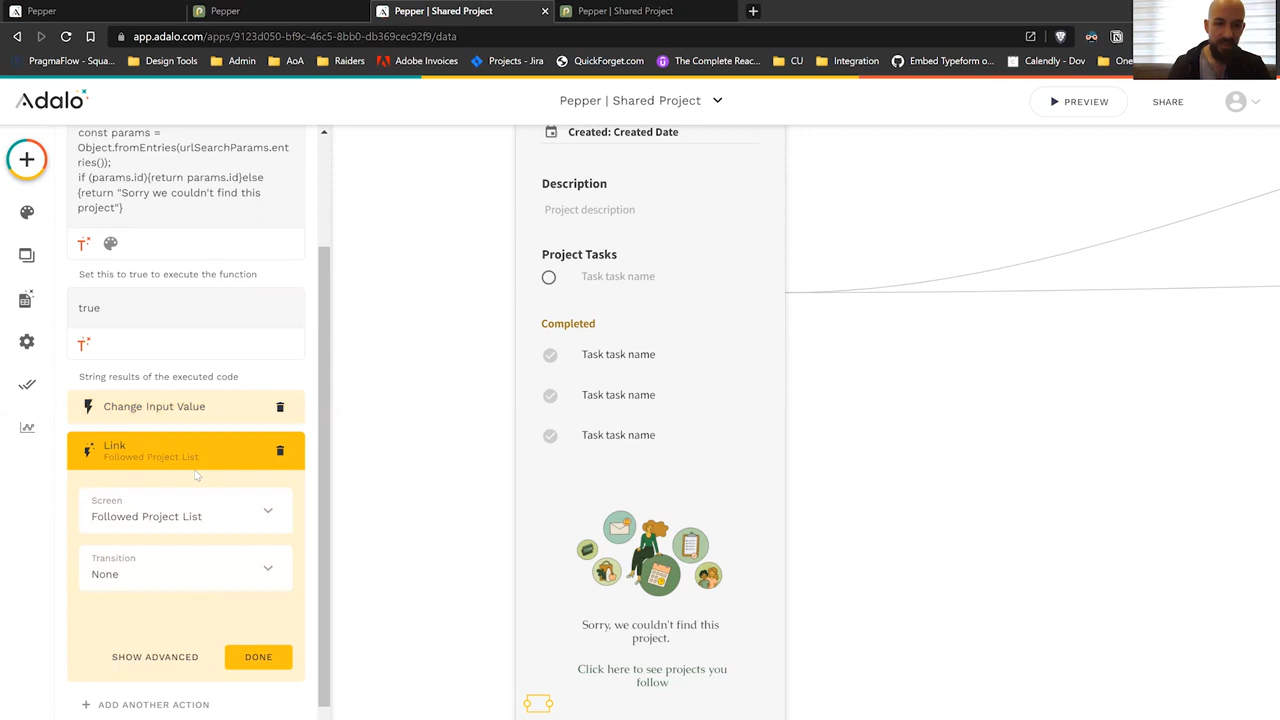 Pepper
Pepper
Pepper | Shared Project
Pepper | Shared Project
app.adalo.com/apps/9123d050-bf9c-46c5-8bb0-db369cec92f9/data
PragmaFlow - Squa...
Design Tools
Admin
AoA
Raiders
Adobe Invo
Projects - Jira
QuickForget.com
The Complete Reac...
CU
Integration
Embed Typeform o...
Calendly - Dov
One
Adalo
Pepper | Shared Project
PREVIEW
SHARE
const params =
Object.fromEntries(urlSearchParams.ent
ries());
if (params.id){return params.id}else
{return "Sorry we couldn't find this
project"}
Set this to true to execute the function
true
String results of the executed code
Change Input Value
Link
Followed Project List
Screen
Followed Project List
Transition
None
SHOW ADVANCED
DONE
ADD ANOTHER ACTION
Created: Created Date
Description
Project description
Project Tasks
Task task name
Completed
Task task name
Task task name
Task task name
Sorry, we couldn't find this
project.
Click here to see projects you
follow